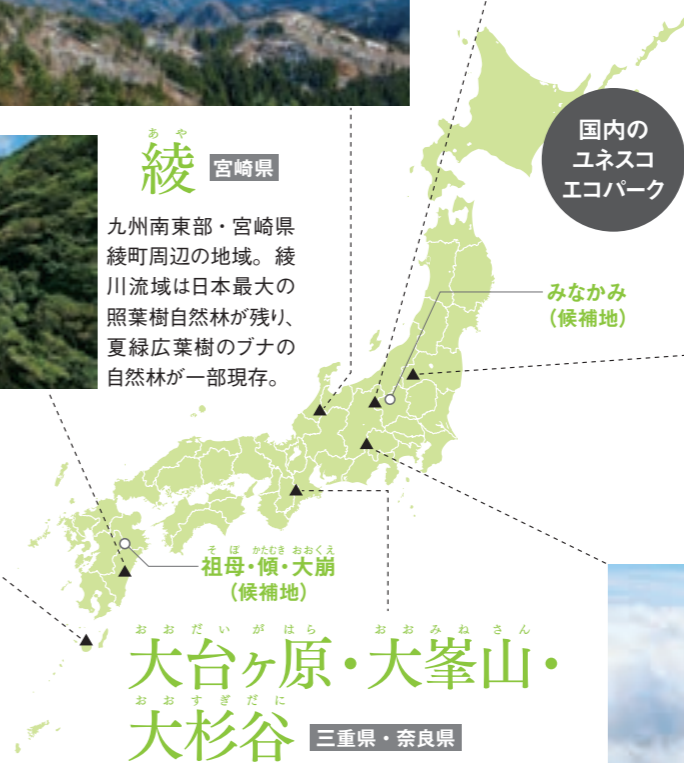 国内の
ユネスコ
エコパーク
あや
綾 宮崎県
九州南東部・宮崎県
綾町周辺の地域。綾
川流域は日本最大の
照葉樹自然林が残り、
夏緑広葉樹のブナの
自然林が一部現存。
みなかみ
(候補地)
そぼ かたむき おおくえ
祖母・傾・大崩
(候補地)
おおだいがはら おおみねさん
大台ヶ原・大峯山・
おおすぎだに
大杉谷 三重県・奈良県